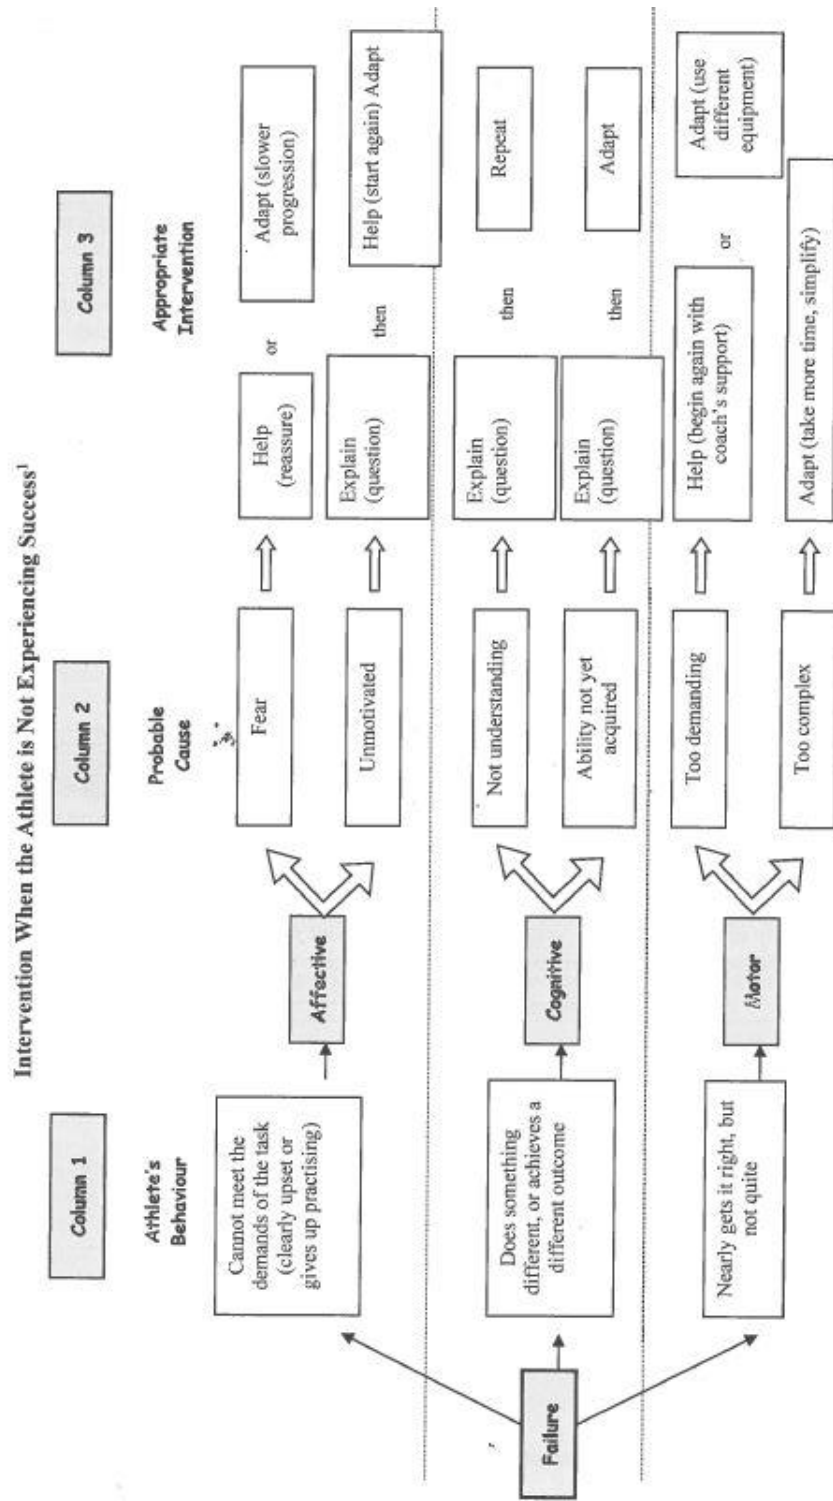 Intervention When the Athlete is Not Experiencing Success¹
Column 1
Column 2
Column 3
Athlete's
Behaviour
Probable
Cause
Appropriate
Intervention
Failure
Cannot meet the
demands of the task
(clearly upset or
gives up practising)
Affective
Fear
Help
(reassure)
or
Adapt (slower
progression)
Unmotivated
Explain
(question)
then
Help (start again) Adapt
Does something
different, or achieves a
different outcome
Cognitive
Not understanding
Explain
(question)
then
Repeat
Ability not yet
acquired
Explain
(question)
then
Adapt
Nearly gets it right, but
not quite
Motor
Too demanding
Help (begin again with
coach's support)
or
Adapt (use
different
equipment)
Too complex
Adapt (take more time, simplify)